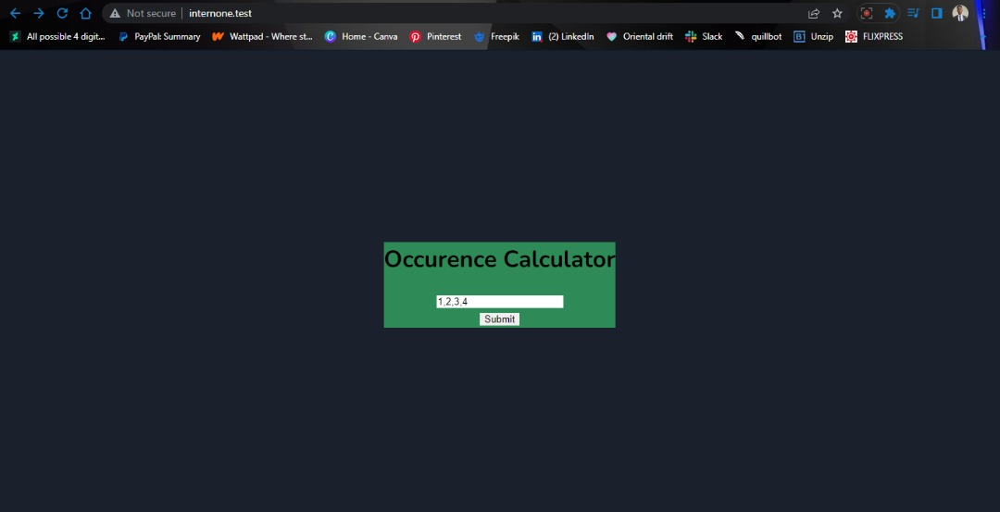 Not secure internone.test
All possible 4 digit... PayPal: Summary Wattpad - Where st... Home - Canva Pinterest Freepik (2) LinkedIn Oriental drift Slack quillbot Unzip FLIXPRESS
Occurence Calculator
1,2,3,4
Submit